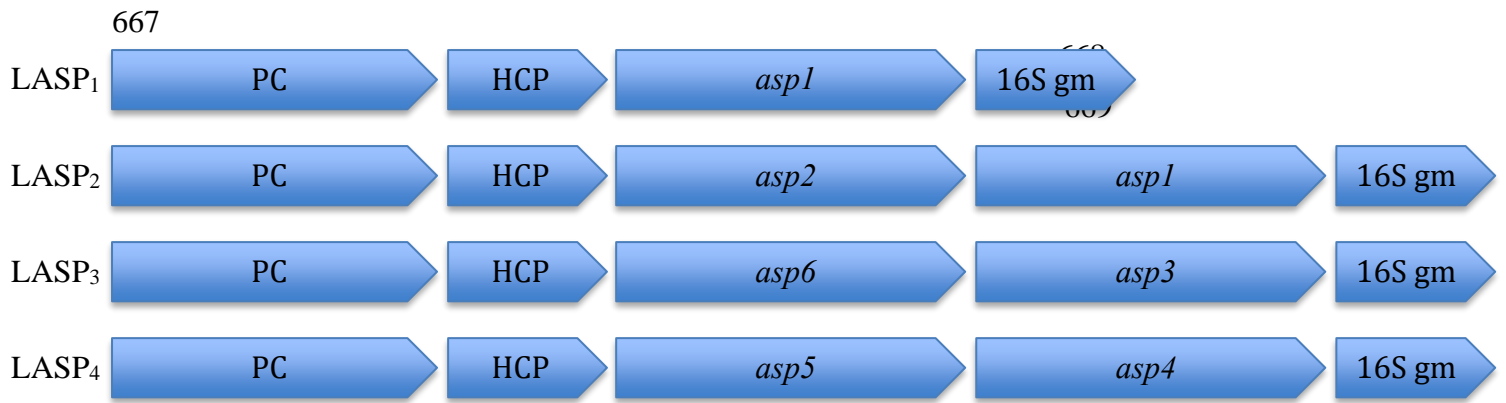 667
LASP1 PC HCP asp1 16S gm
LASP2 PC HCP asp2 asp1 16S gm
LASP3 PC HCP asp6 asp3 16S gm
LASP4 PC HCP asp5 asp4 16S gm